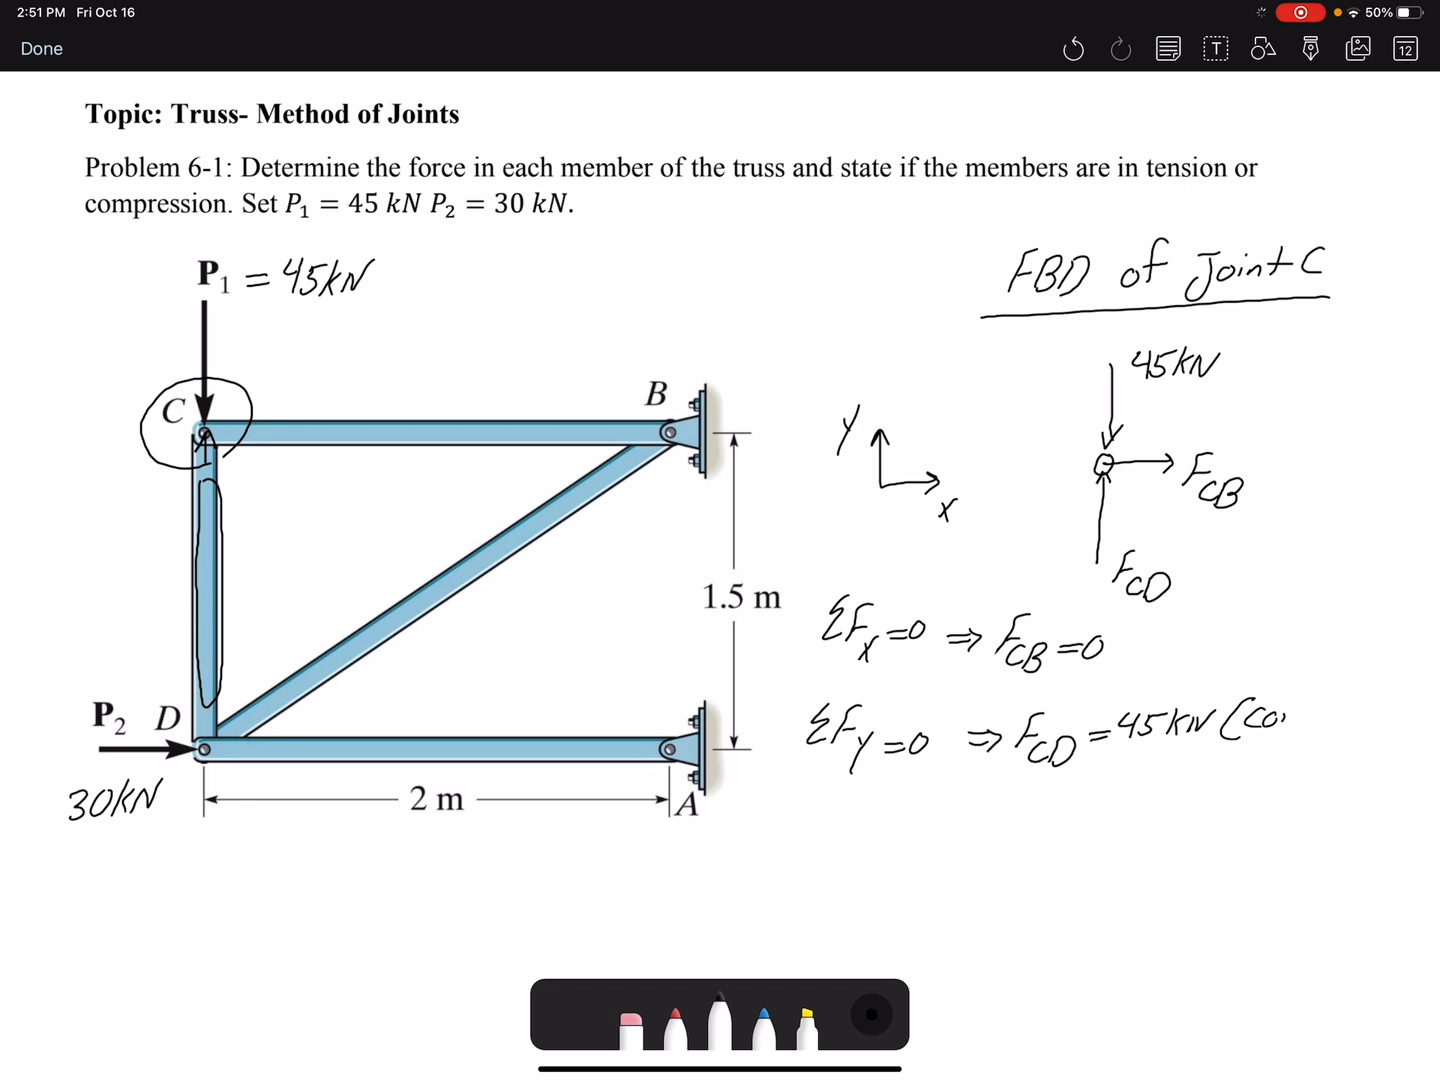 2:51 PM Fri Oct 16
50%
Done
T
12
Topic: Truss- Method of Joints
Problem 6-1: Determine the force in each member of the truss and state if the members are in tension or
compression. Set P₁ = 45 kN P₂ = 30 kN.
P₁ = 45kN
FBD of Joint C
45kN
C
B
Y
X
F_CB
F_CD
1.5 m
ΣF_x=0 ⇒ F_CB=0
P₂ D
ΣF_y=0 ⇒ F_CD=45kN (co
30kN
2 m
A